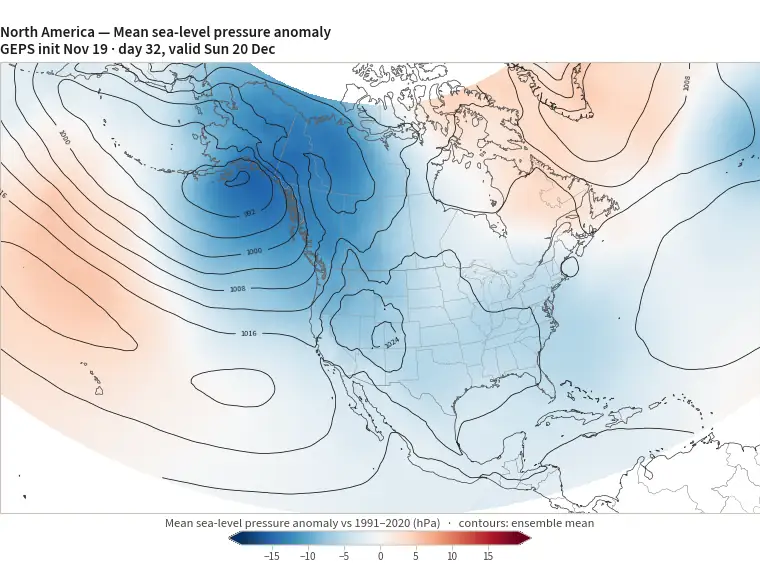 North America — Mean sea-level pressure anomaly
GEPS init Nov 19 · day 32, valid Sun 20 Dec
1008
1000
16
992
1000
1008
1016
1024
Mean sea-level pressure anomaly vs 1991–2020 (hPa) · contours: ensemble mean
−15 −10 −5 0 5 10 15